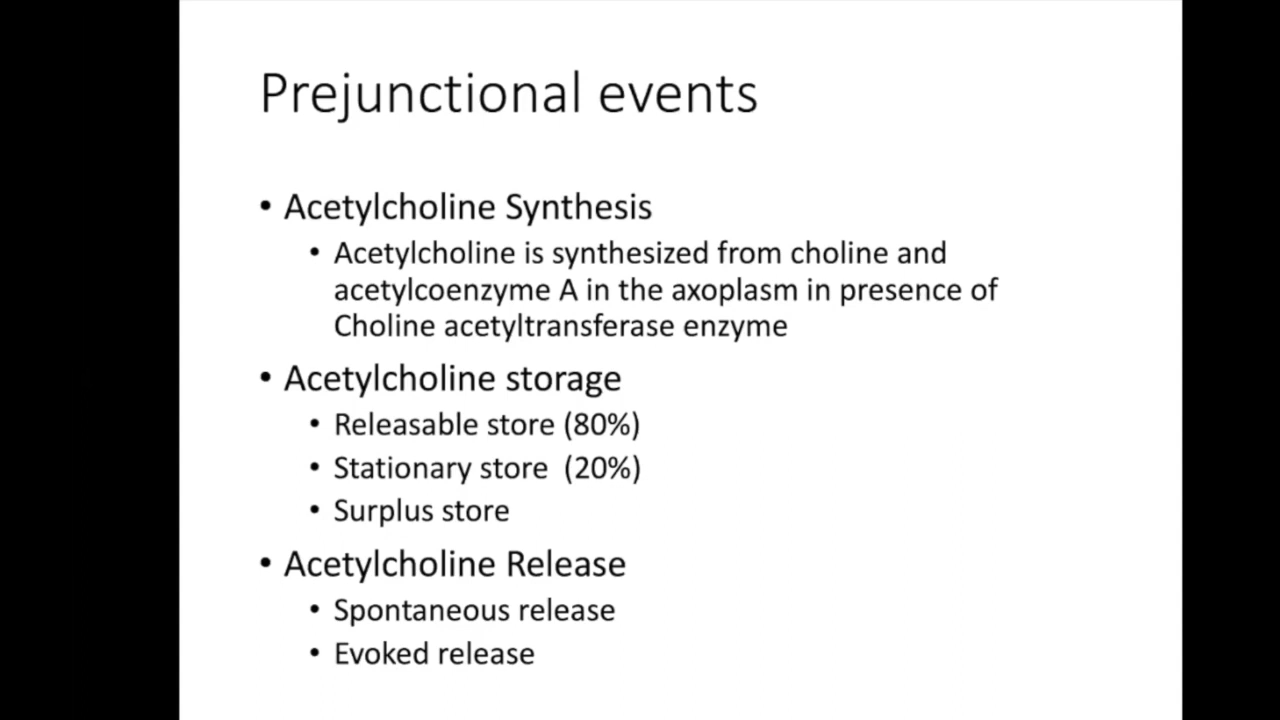 Prejunctional events
• Acetylcholine Synthesis
• Acetylcholine is synthesized from choline and
acetylcoenzyme A in the axoplasm in presence of
Choline acetyltransferase enzyme
• Acetylcholine storage
• Releasable store (80%)
• Stationary store (20%)
• Surplus store
• Acetylcholine Release
• Spontaneous release
• Evoked release